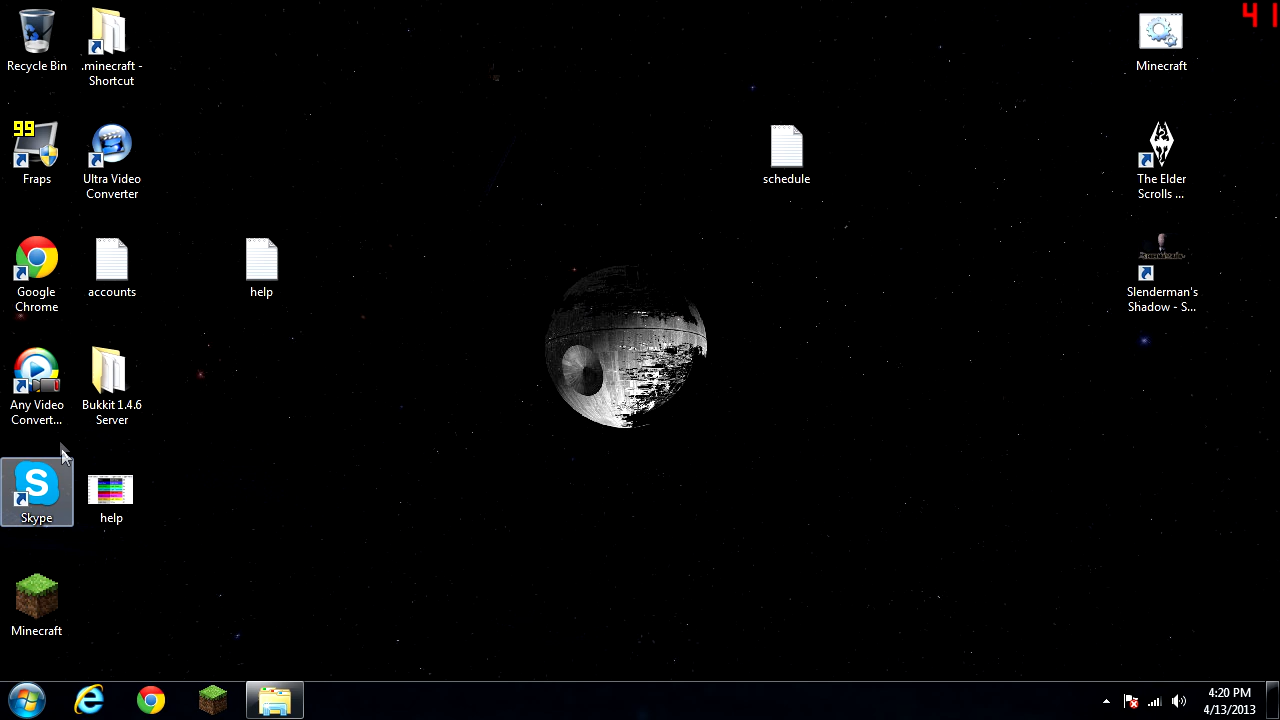 41
Recycle Bin
.minecraft -
Shortcut
Minecraft
99
Fraps
Ultra Video
Converter
schedule
The Elder
Scrolls ...
Google
Chrome
accounts
help
Slenderman's
Shadow - S...
Any Video
Convert...
Bukkit 1.4.6
Server
S
Skype
help
Minecraft
4:20 PM
4/13/2013